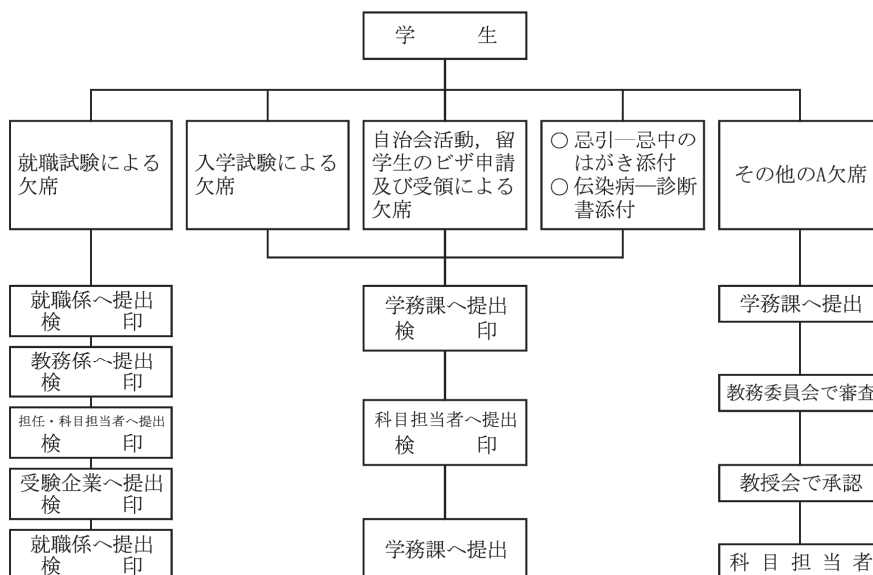 学　　生
就職試験による
欠席
入学試験による
欠席
自治会活動，留
学生のビザ申請
及び受領による
欠席
○ 忌引―忌中の
はがき添付
○ 伝染病―診断
書添付
その他のA欠席
就職係へ提出
検　　印
教務係へ提出
検　　印
担任・科目担当者へ提出
検　　印
受験企業へ提出
検　　印
就職係へ提出
検　　印
学務課へ提出
検　　印
科目担当者へ提出
検　　印
学務課へ提出
学務課へ提出
教務委員会で審査
教授会で承認
科 目 担 当 者